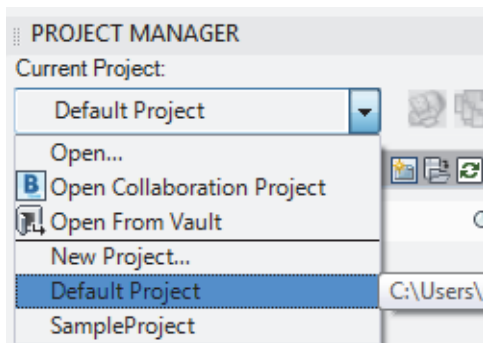 PROJECT MANAGER
Current Project:
Default Project
Open...
B Open Collaboration Project
Open From Vault
New Project...
Default Project C:\Users\
SampleProject